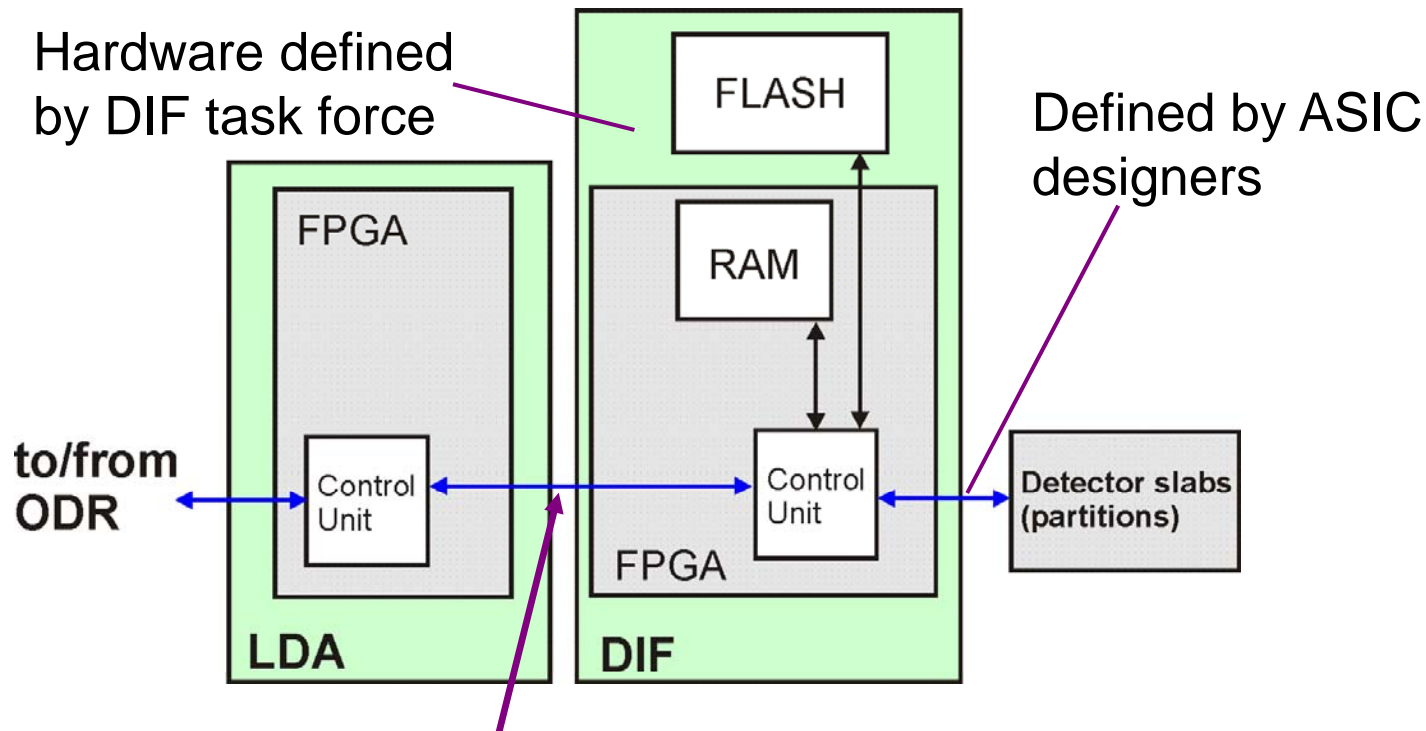 Hardware defined
by DIF task force
FLASH
Defined by ASIC
designers
FPGA
RAM
to/from
ODR
Control
Unit
Control
Unit
Detector slabs
(partitions)
FPGA
LDA
DIF